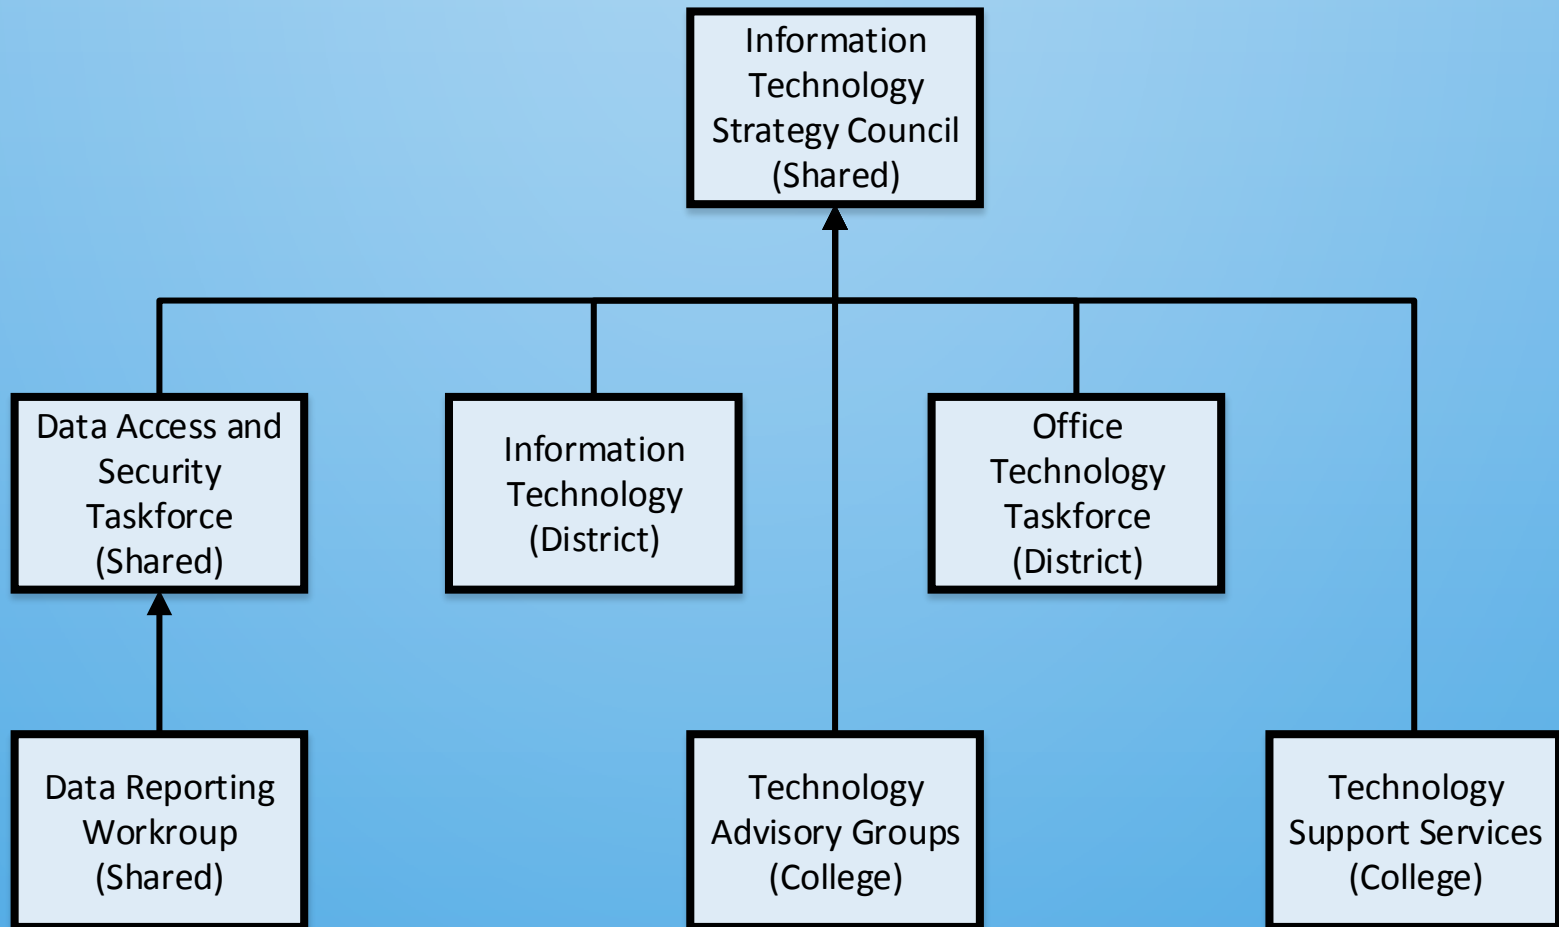 Information
Technology
Strategy Council
(Shared)
Data Access and
Security
Taskforce
(Shared)
Information
Technology
(District)
Office
Technology
Taskforce
(District)
Data Reporting
Workroup
(Shared)
Technology
Advisory Groups
(College)
Technology
Support Services
(College)